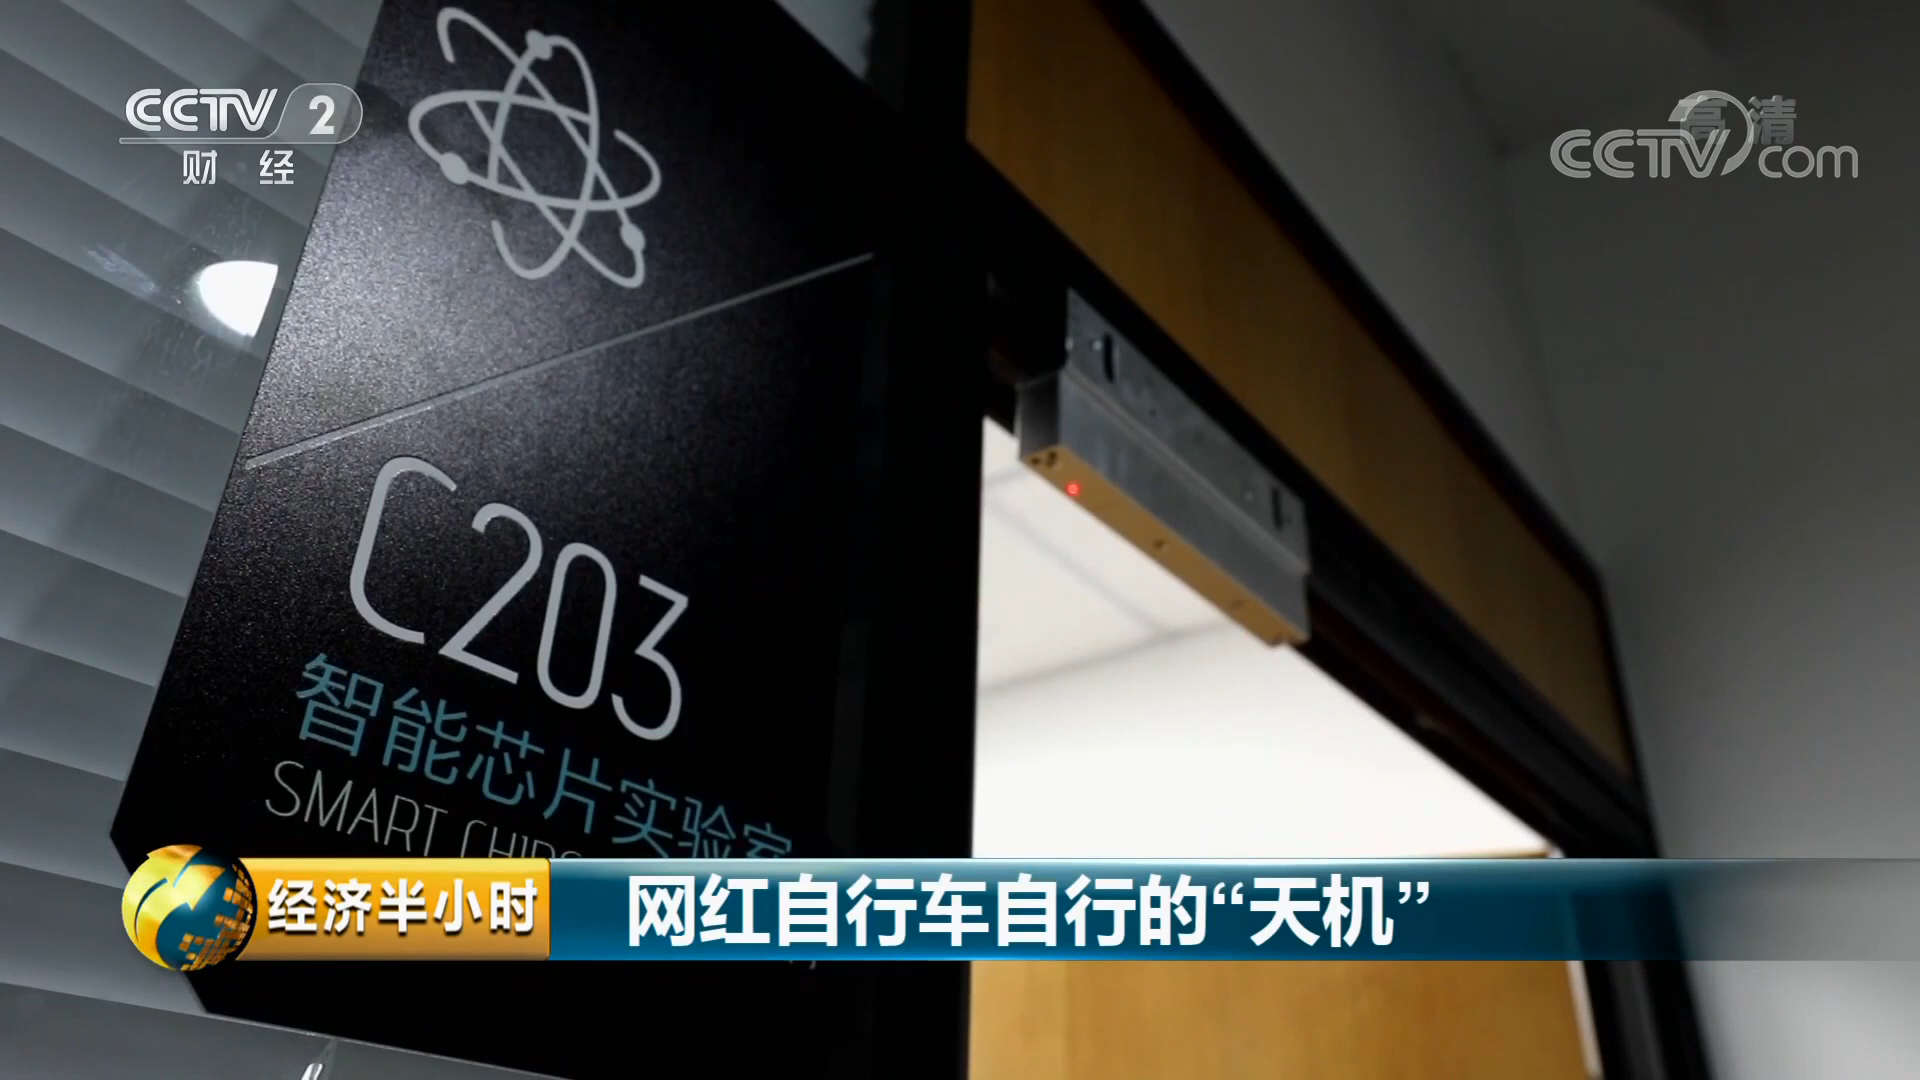 CCTV 2
财经
高清
CCTV com
C203
智能芯片实验室
SMART CHIPS
经济半小时
网红自行车自行的“天机”